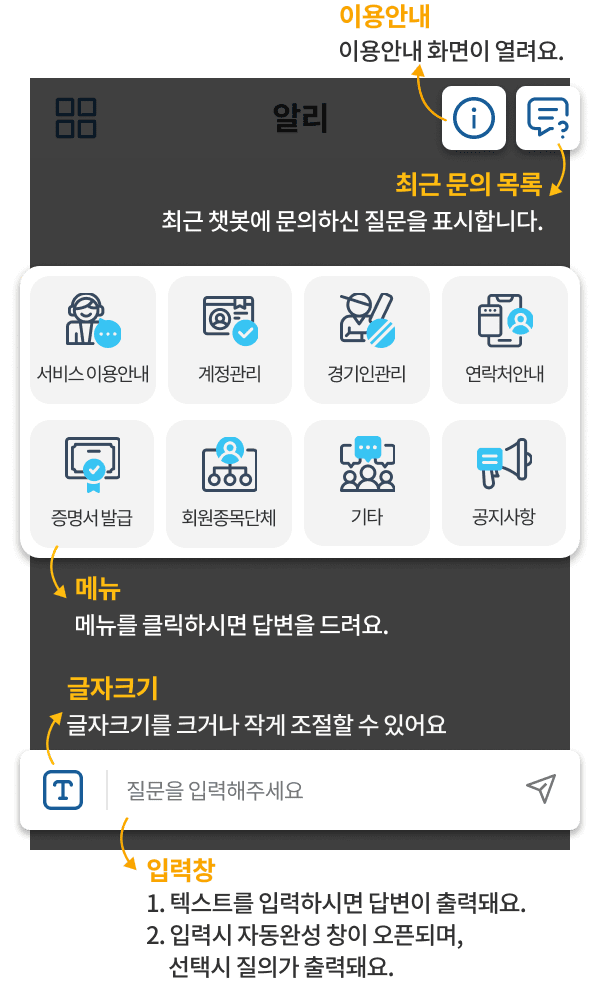 이용안내
이용안내 화면이 열려요.
알리
최근 문의 목록
최근 챗봇에 문의하신 질문을 표시합니다.
서비스 이용안내
계정관리
경기인관리
연락처안내
증명서 발급
회원종목단체
기타
공지사항
메뉴
메뉴를 클릭하시면 답변을 드려요.
글자크기
글자크기를 크거나 작게 조절할 수 있어요
T
질문을 입력해주세요
입력창
1. 텍스트를 입력하시면 답변이 출력돼요.
2. 입력시 자동완성 창이 오픈되며,
선택시 질의가 출력돼요.